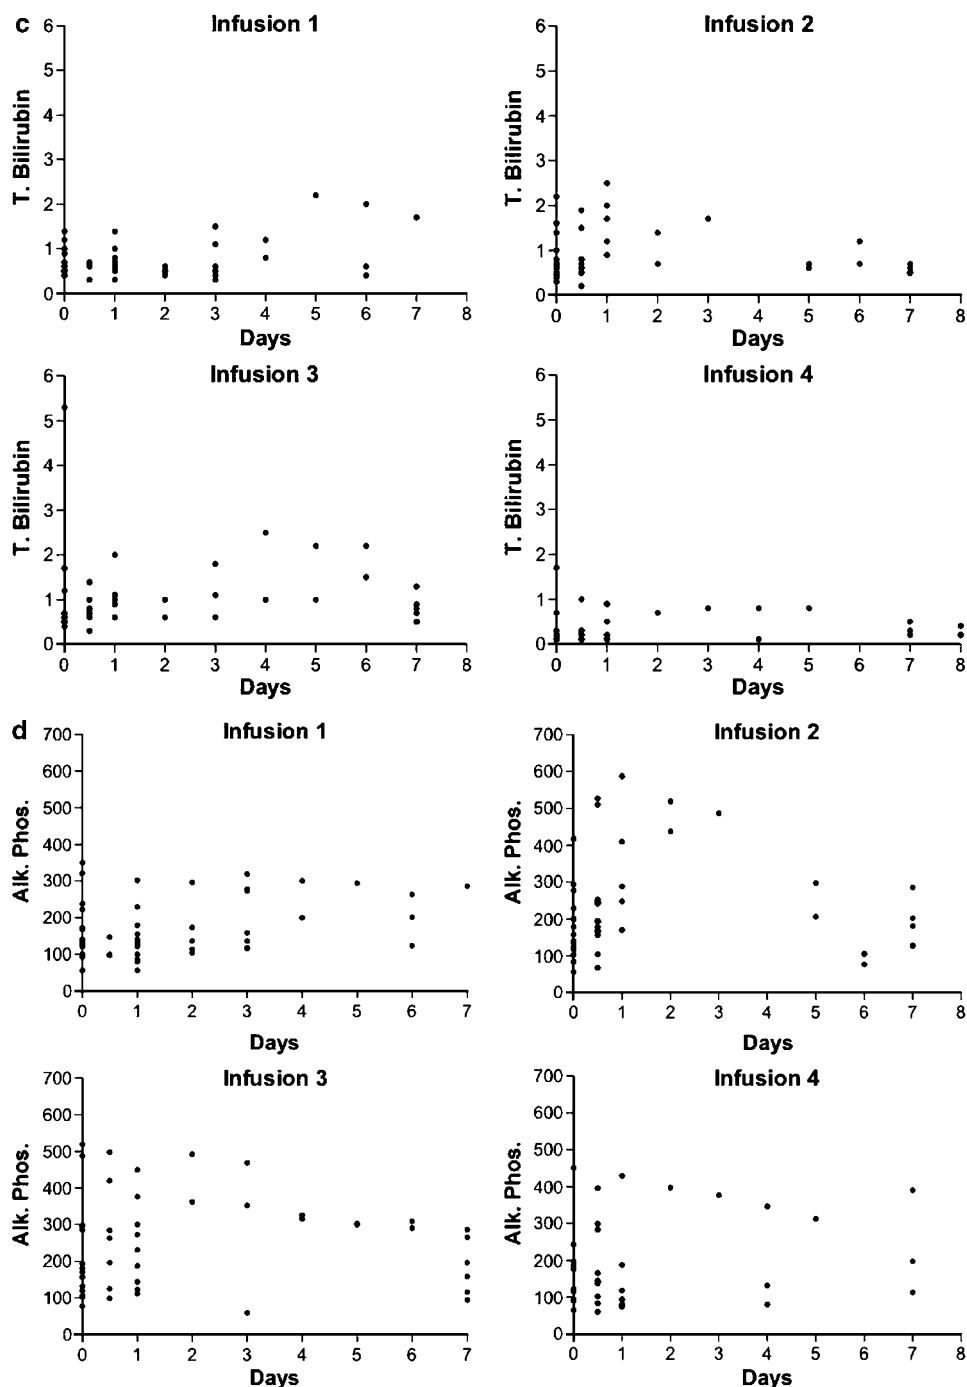 c
Infusion 1
Infusion 2
T. Bilirubin
6
5
4
3
2
1
0
0 1 2 3 4 5 6 7 8
Days
T. Bilirubin
6
5
4
3
2
1
0
0 1 2 3 4 5 6 7 8
Days
Infusion 3
Infusion 4
T. Bilirubin
6
5
4
3
2
1
0
0 1 2 3 4 5 6 7 8
Days
T. Bilirubin
6
5
4
3
2
1
0
0 1 2 3 4 5 6 7 8
Days
d
Infusion 1
Infusion 2
Alk. Phos.
700
600
500
400
300
200
100
0
0 1 2 3 4 5 6 7
Days
Alk. Phos.
700
600
500
400
300
200
100
0
0 1 2 3 4 5 6 7 8
Days
Infusion 3
Infusion 4
Alk. Phos.
700
600
500
400
300
200
100
0
0 1 2 3 4 5 6 7
Days
Alk. Phos.
700
600
500
400
300
200
100
0
0 1 2 3 4 5 6 7 8
Days